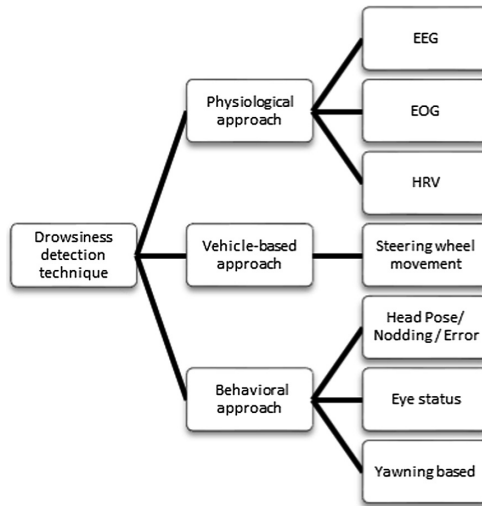 Drowsiness
detection
technique
Physiological
approach
EEG
EOG
HRV
Vehicle-based
approach
Steering wheel
movement
Behavioral
approach
Head Pose/
Nodding / Error
Eye status
Yawning based